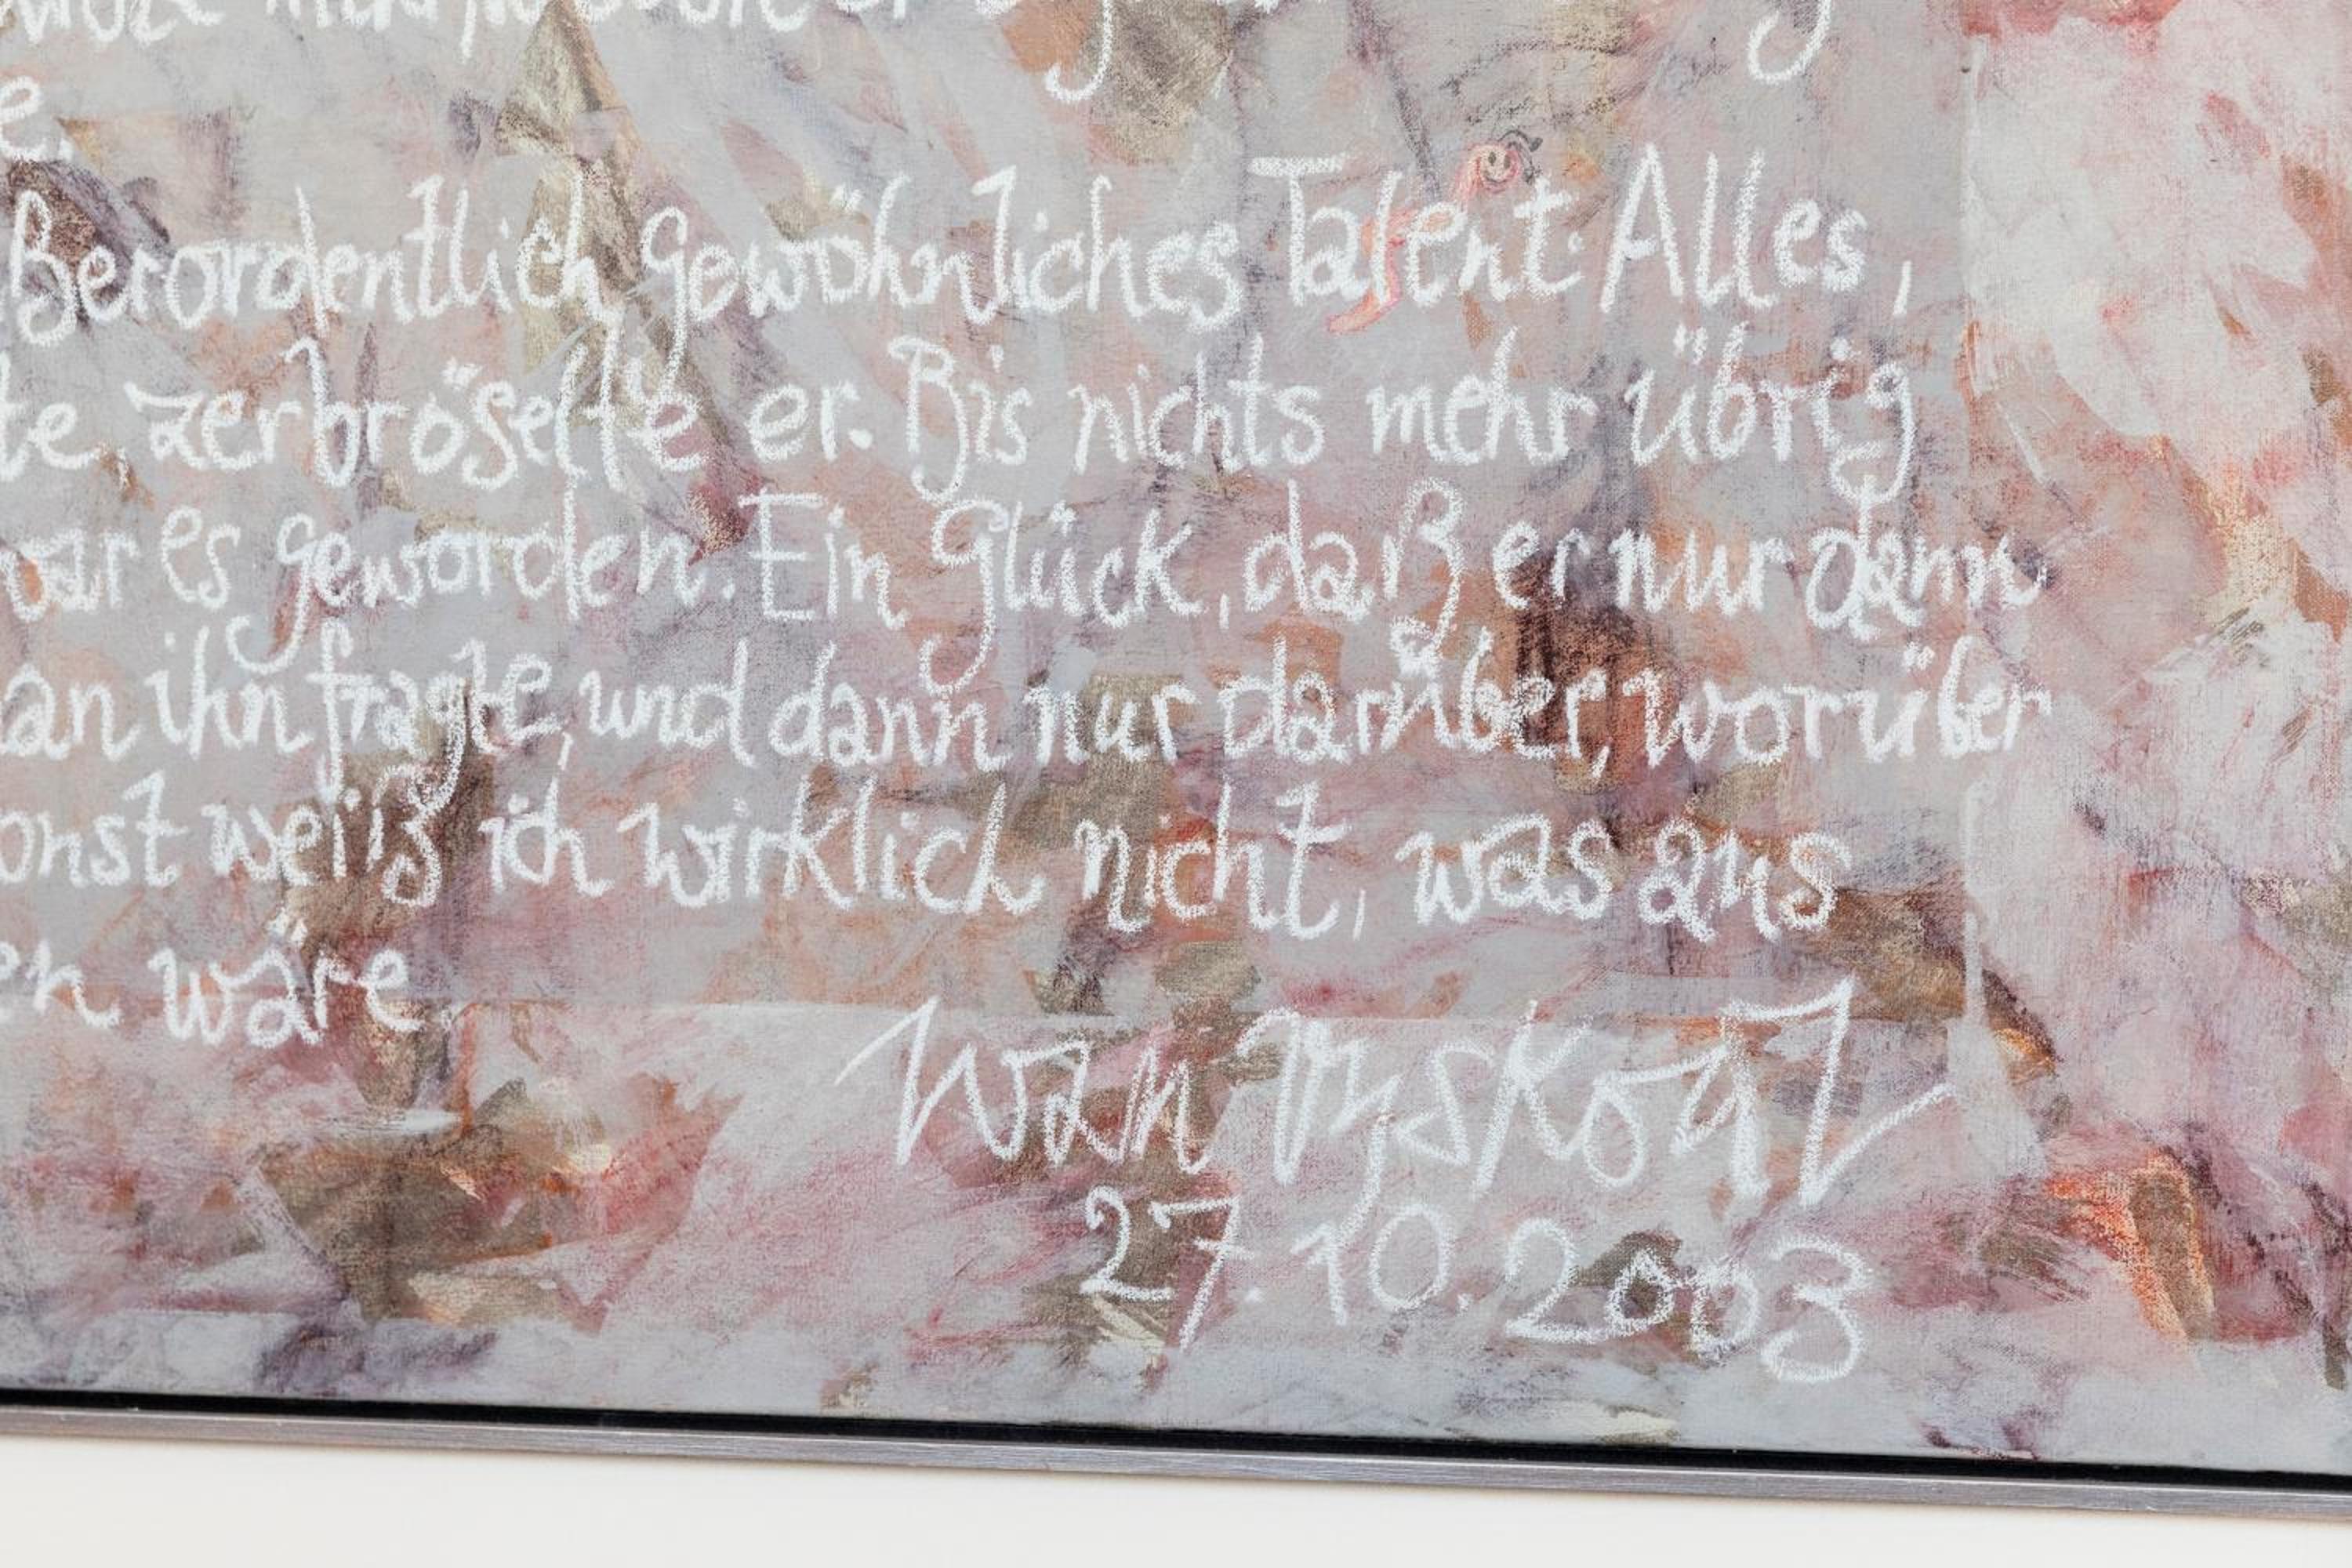 e.
ßerordentlich gewöhnliches Talent: Alles,
te, zerbröselte er. Bis nichts mehr übrig
war es geworden. Ein Glück, daß er nur dann
an ihn fragte, und dann nur darüber, worüber
onst weiß ich wirklich nicht, was aus
en wäre
27.10.2003